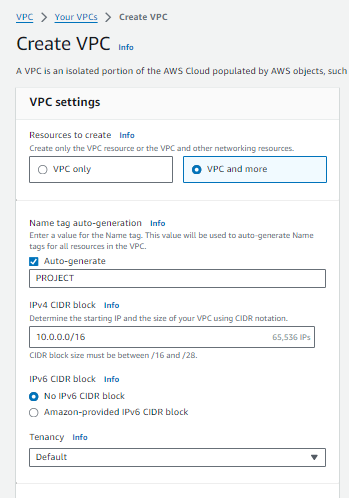 VPC > Your VPCs > Create VPC
Create VPC Info
A VPC is an isolated portion of the AWS Cloud populated by AWS objects, such
VPC settings
Resources to create Info
Create only the VPC resource or the VPC and other networking resources.
VPC only
VPC and more
Name tag auto-generation Info
Enter a value for the Name tag. This value will be used to auto-generate Name
tags for all resources in the VPC.
Auto-generate
PROJECT
IPv4 CIDR block Info
Determine the starting IP and the size of your VPC using CIDR notation.
10.0.0.0/16 65,536 IPs
CIDR block size must be between /16 and /28.
IPv6 CIDR block Info
No IPv6 CIDR block
Amazon-provided IPv6 CIDR block
Tenancy Info
Default